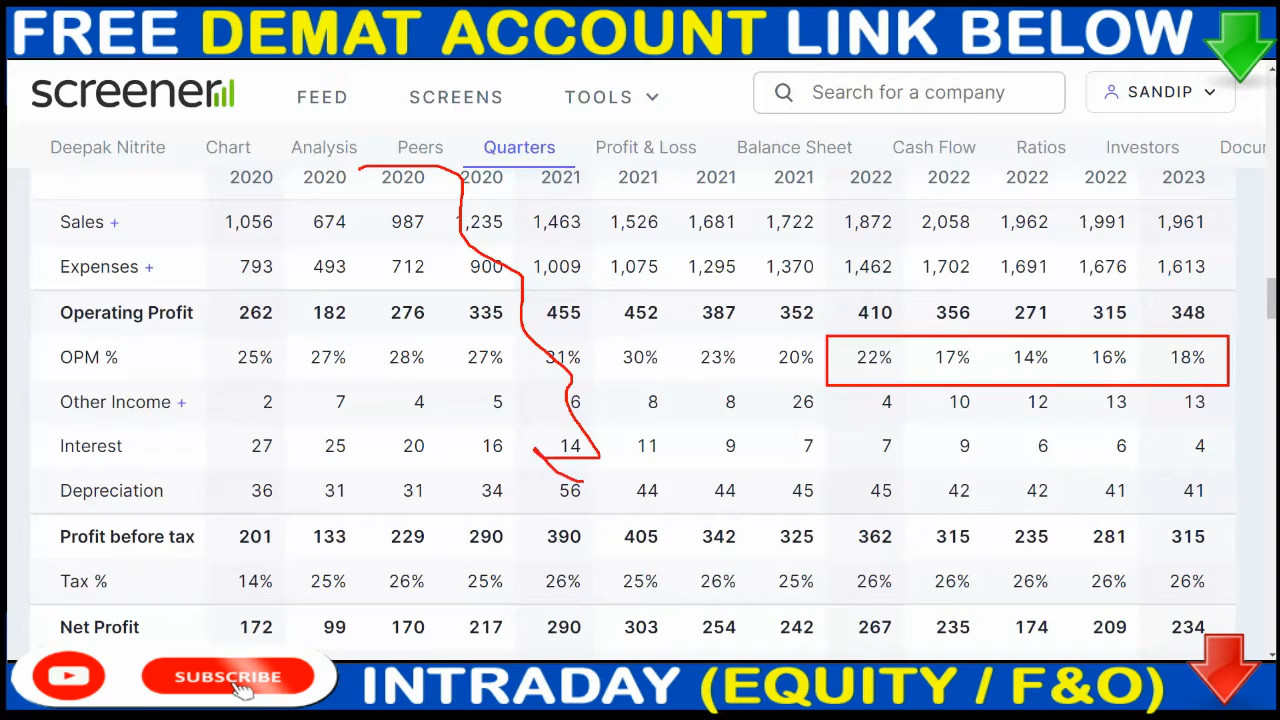 FREE DEMAT ACCOUNT LINK BELOW
screener FEED SCREENS TOOLS Search for a company SANDIP
Deepak Nitrite Chart Analysis Peers Quarters Profit & Loss Balance Sheet Cash Flow Ratios Investors Docur
2020 2020 2020 2020 2021 2021 2021 2021 2022 2022 2022 2022 2023
Sales + 1,056 674 987 1,235 1,463 1,526 1,681 1,722 1,872 2,058 1,962 1,991 1,961
Expenses + 793 493 712 900 1,009 1,075 1,295 1,370 1,462 1,702 1,691 1,676 1,613
Operating Profit 262 182 276 335 455 452 387 352 410 356 271 315 348
OPM % 25% 27% 28% 27% 31% 30% 23% 20% 22% 17% 14% 16% 18%
Other Income + 2 7 4 5 6 8 8 26 4 10 12 13 13
Interest 27 25 20 16 14 11 9 7 7 9 6 6 4
Depreciation 36 31 31 34 56 44 44 45 45 42 42 41 41
Profit before tax 201 133 229 290 390 405 342 325 362 315 235 281 315
Tax % 14% 25% 26% 25% 26% 25% 26% 25% 26% 26% 26% 26% 26%
Net Profit 172 99 170 217 290 303 254 242 267 235 174 209 234
SUBSCRIBE INTRADAY (EQUITY / F&O)